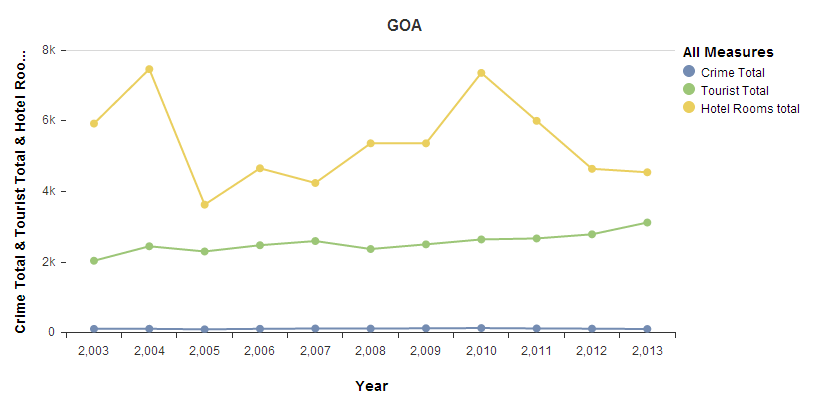 GOA
All Measures
Crime Total
Tourist Total
Hotel Rooms total
Crime Total & Tourist Total & Hotel Roo...
8k
6k
4k
2k
0
2,003 2,004 2,005 2,006 2,007 2,008 2,009 2,010 2,011 2,012 2,013
Year